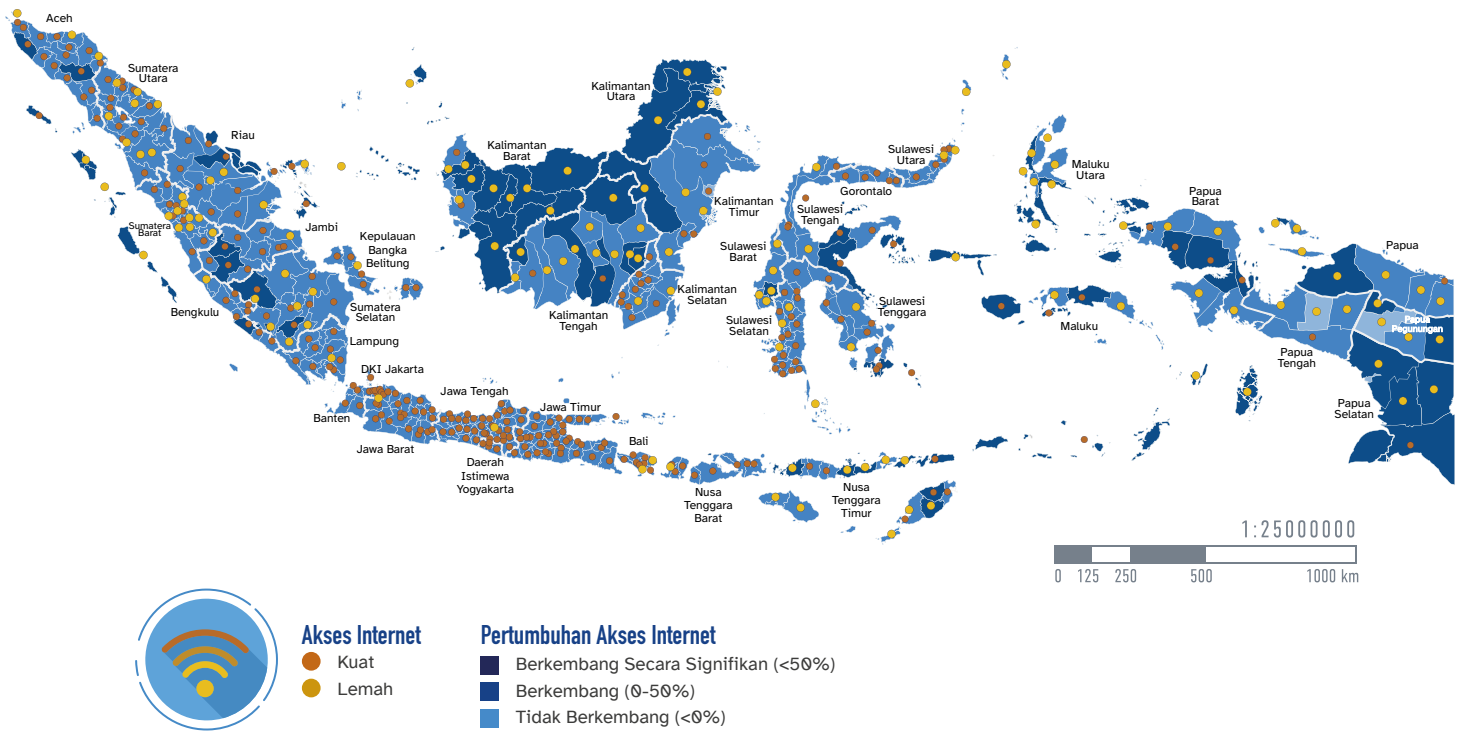 Aceh
Sumatera
Utara
Riau
Sumatera
Barat
Jambi
Kepulauan
Bangka
Belitung
Bengkulu
Sumatera
Selatan
Lampung
DKI Jakarta
Banten
Jawa Barat
Jawa Tengah
Daerah
Istimewa
Yogyakarta
Jawa Timur
Bali
Nusa
Tenggara
Barat
Nusa
Tenggara
Timur
Kalimantan
Utara
Kalimantan
Barat
Kalimantan
Timur
Kalimantan
Selatan
Kalimantan
Tengah
Sulawesi
Utara
Gorontalo
Sulawesi
Tengah
Sulawesi
Barat
Sulawesi
Selatan
Sulawesi
Tenggara
Maluku
Utara
Maluku
Papua
Barat
Papua
Papua
Pegunungan
Papua
Tengah
Papua
Selatan
1:25000000
0 125 250 500 1000 km
Akses Internet
Kuat
Lemah
Pertumbuhan Akses Internet
Berkembang Secara Signifikan (<50%)
Berkembang (0-50%)
Tidak Berkembang (<0%)